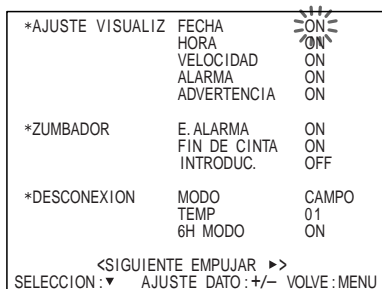 *AJUSTE VISUALIZ FECHA ON
HORA ON
VELOCIDAD ON
ALARMA ON
ADVERTENCIA ON
*ZUMBADOR E.ALARMA ON
FIN DE CINTA ON
INTRODUC. OFF
*DESCONEXION MODO CAMPO
TEMP 01
6H MODO ON
<SIGUIENTE EMPUJAR ►>
SELECCION:▼ AJUSTE DATO:+/– VOLVE:MENU